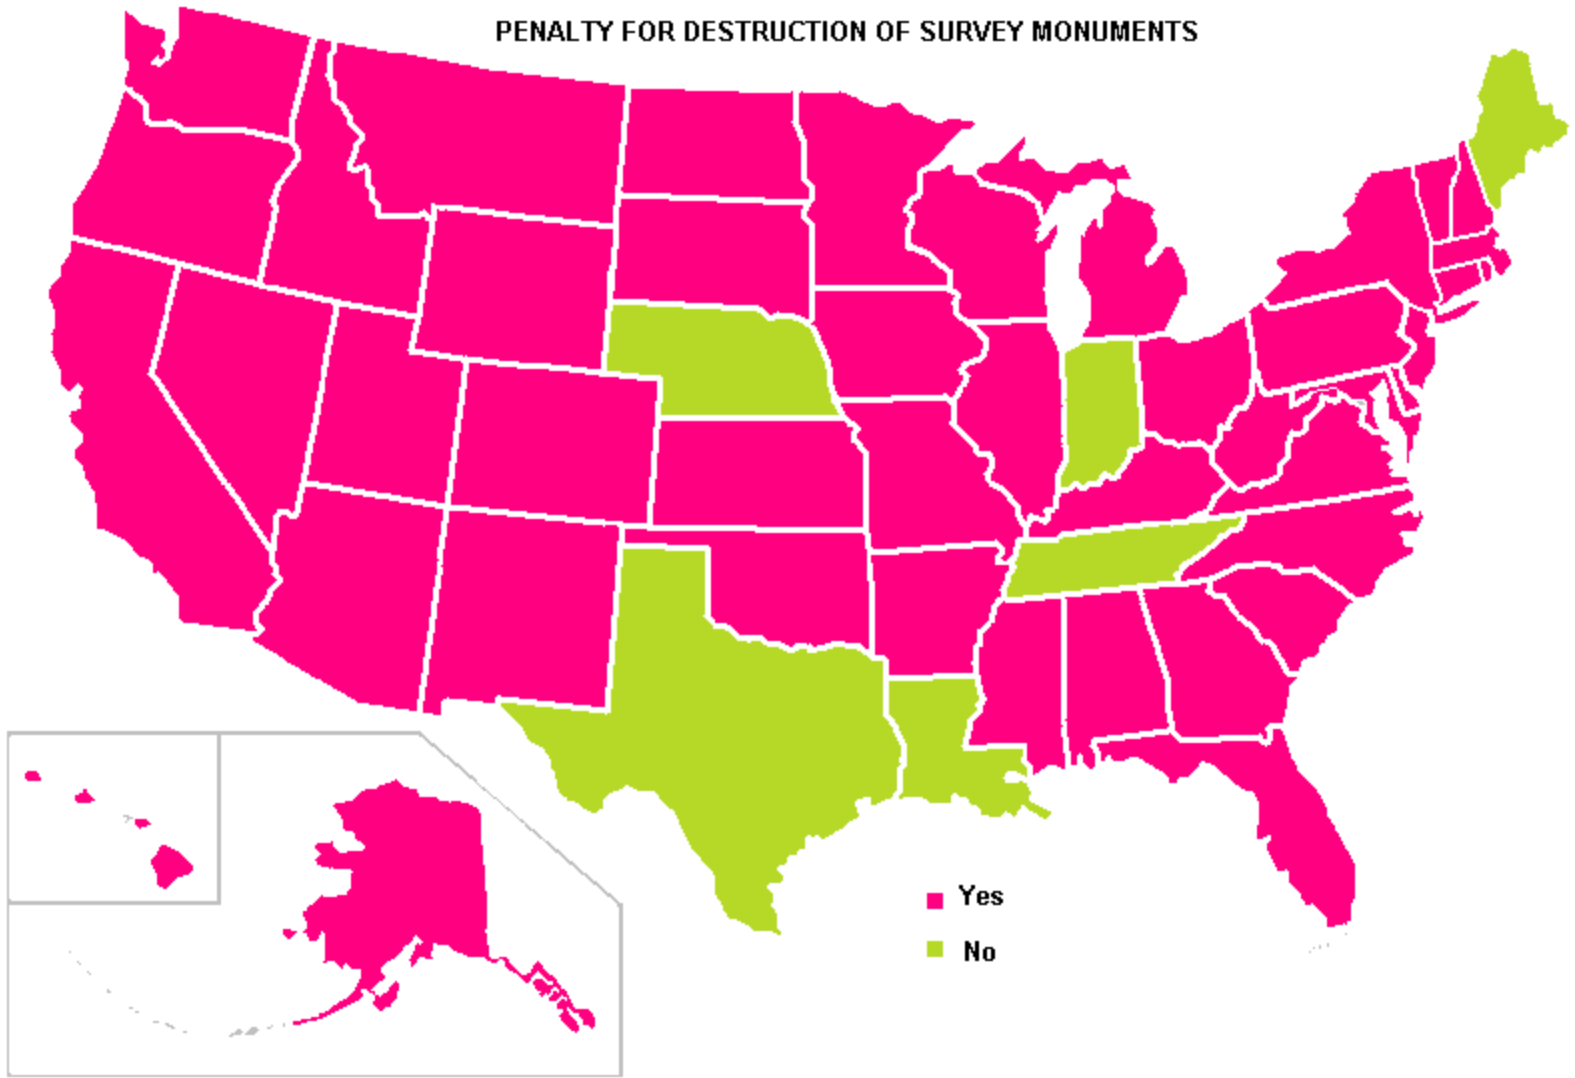 PENALTY FOR DESTRUCTION OF SURVEY MONUMENTS
Yes
No